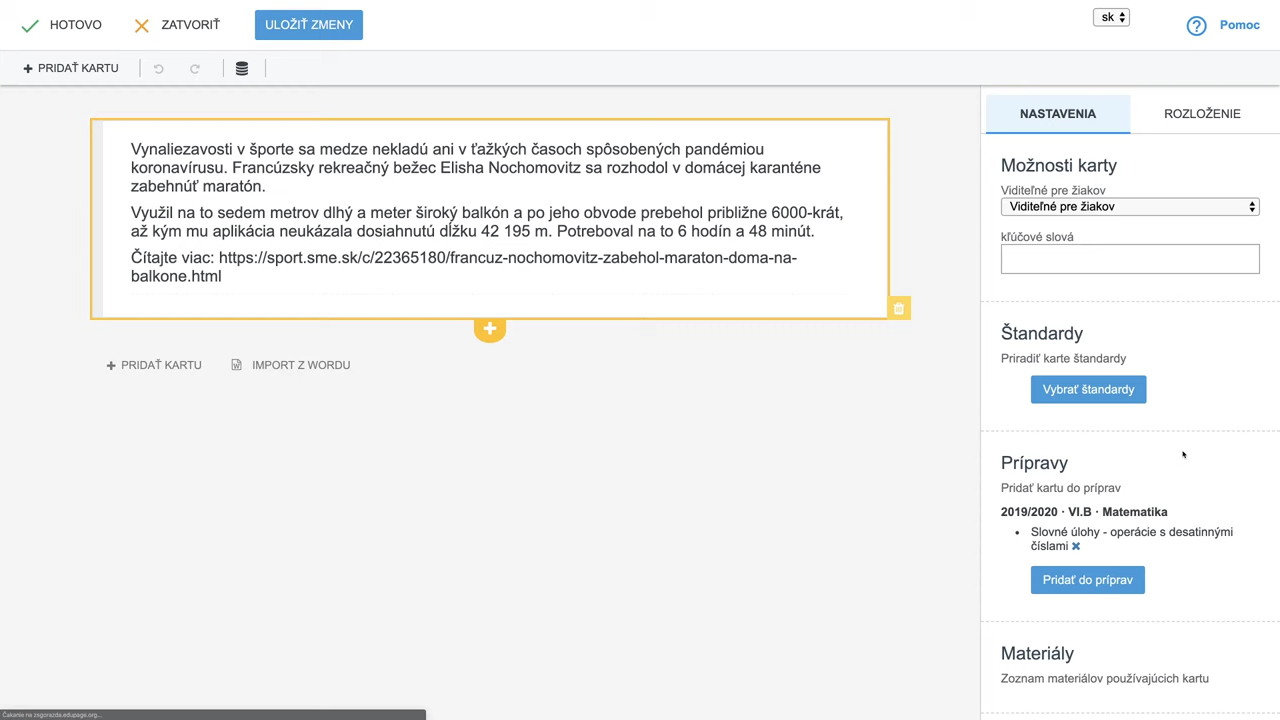 HOTOVO
ZATVORIŤ
ULOŽIŤ ZMENY
sk
Pomoc
PRIDAŤ KARTU
Vynaliezavosti v športe sa medze nekladú ani v ťažkých časoch spôsobených pandémiou
koronavírusu. Francúzsky rekreačný bežec Elisha Nochomovitz sa rozhodol v domácej karanténe
zabehnúť maratón.
Využil na to sedem metrov dlhý a meter široký balkón a po jeho obvode prebehol približne 6000-krát,
až kým mu aplikácia neukázala dosiahnutú dĺžku 42 195 m. Potreboval na to 6 hodín a 48 minút.
Čítajte viac: https://sport.sme.sk/c/22365180/francuz-nochomovitz-zabehol-maraton-doma-na-
balkone.html
PRIDAŤ KARTU
IMPORT Z WORDU
NASTAVENIA
ROZLOŽENIE
Možnosti karty
Viditeľné pre žiakov
Viditeľné pre žiakov
kľúčové slová
Štandardy
Priradiť karte štandardy
Vybrať štandardy
Prípravy
Pridať kartu do príprav
2019/2020 · VI.B · Matematika
Slovné úlohy - operácie s desatinnými
číslami
Pridať do príprav
Materiály
Zoznam materiálov používajúcich kartu
Čakanie na zsgorazda.edupage.org...